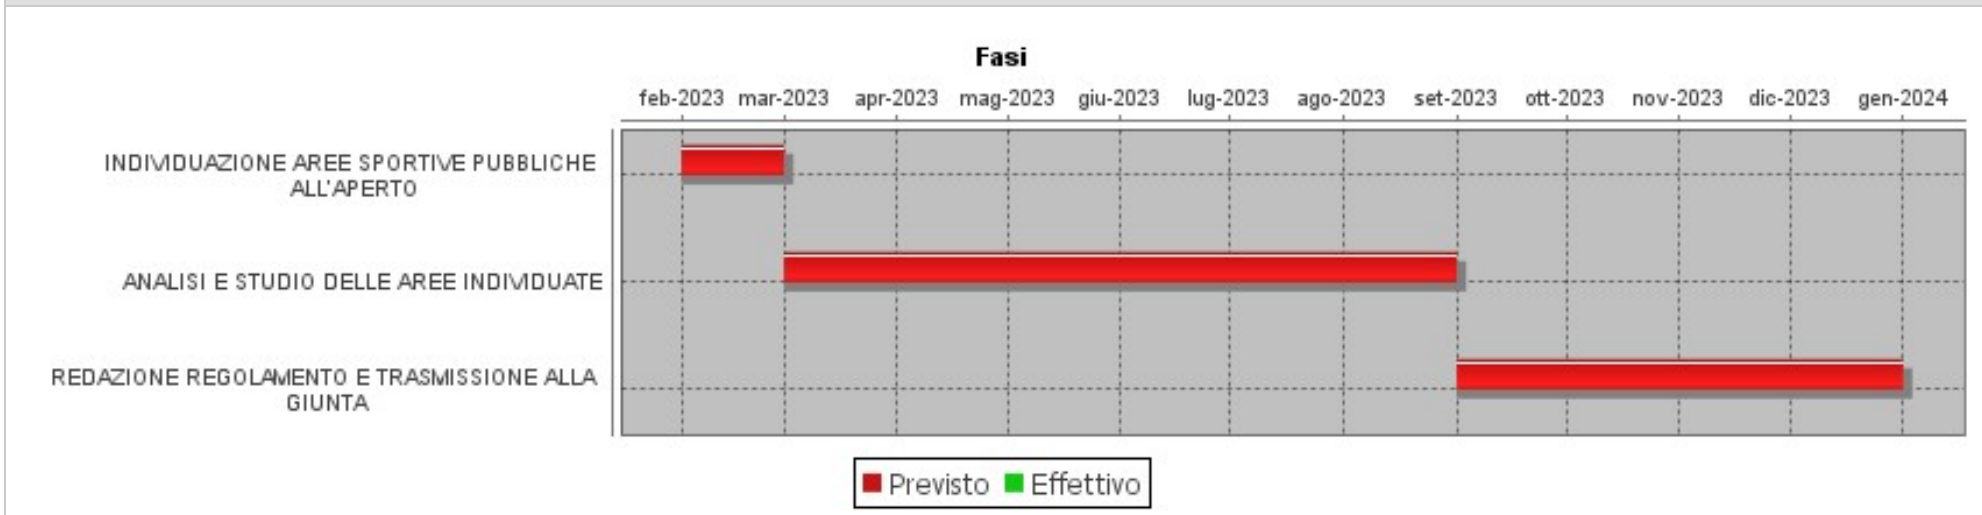 Fasi
feb-2023 mar-2023 apr-2023 mag-2023 giu-2023 lug-2023 ago-2023 set-2023 ott-2023 nov-2023 dic-2023 gen-2024
INDIVIDUAZIONE AREE SPORTIVE PUBBLICHE
ALL'APERTO
ANALISI E STUDIO DELLE AREE INDIVIDUATE
REDAZIONE REGOLAMENTO E TRASMISSIONE ALLA
GIUNTA
Previsto Effettivo